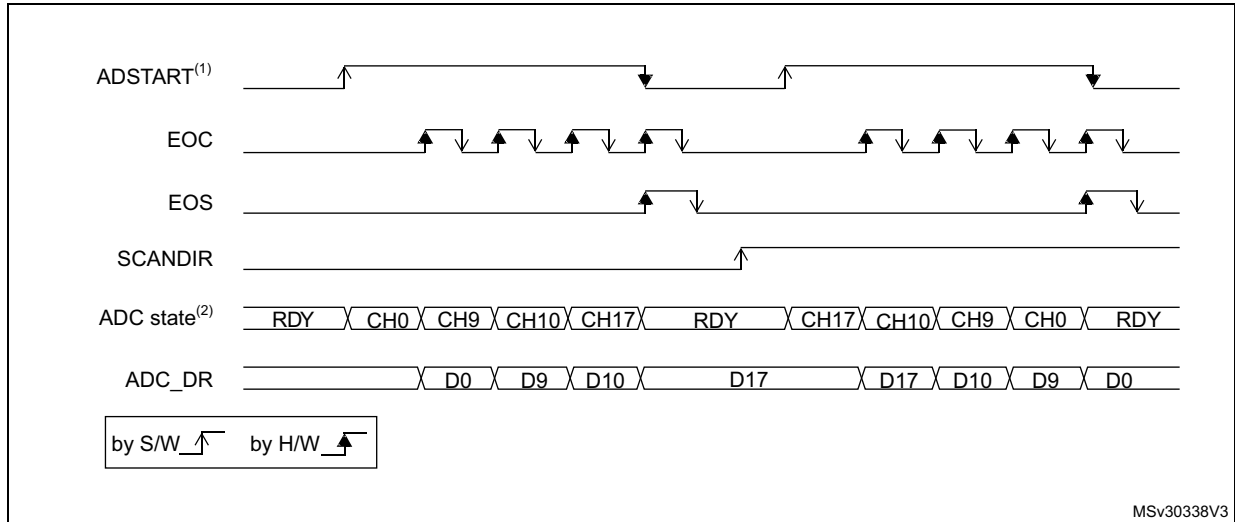 ADSTART(1)
EOC
EOS
SCANDIR
ADC state(2) RDY CH0 CH9 CH10 CH17 RDY CH17 CH10 CH9 CH0 RDY
ADC_DR D0 D9 D10 D17 D17 D10 D9 D0
by S/W by H/W
MSv30338V3